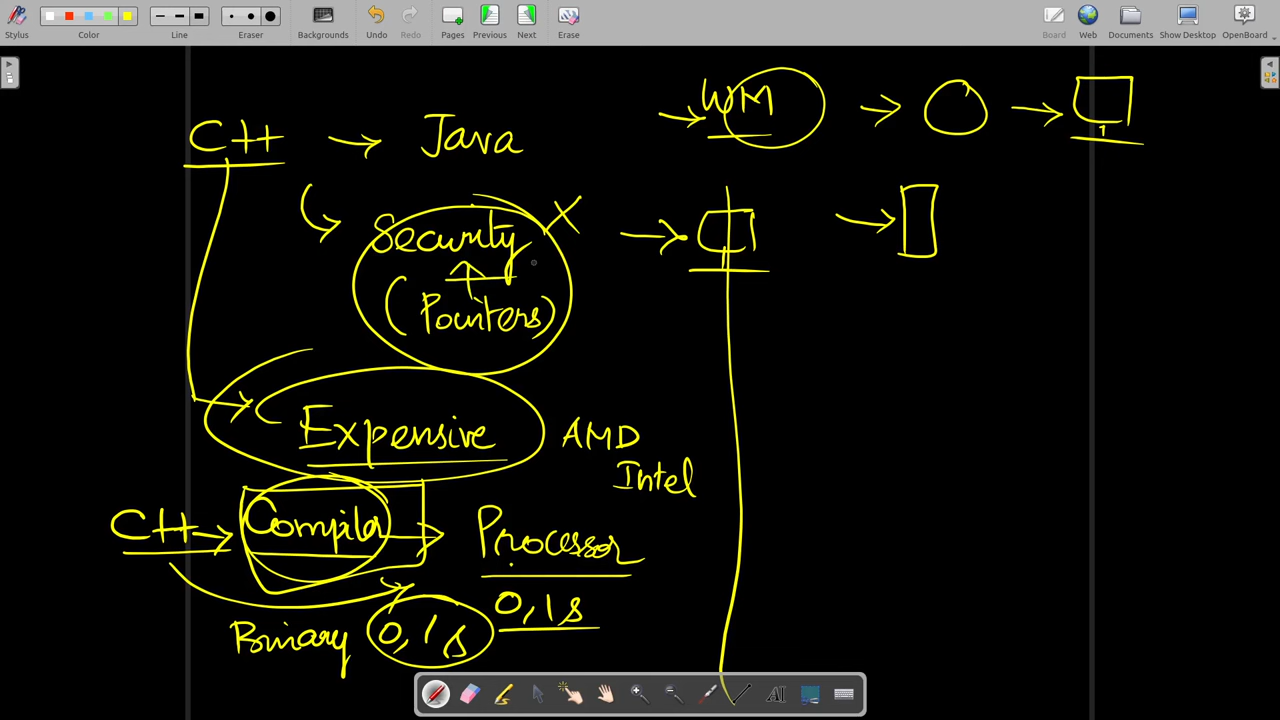 Stylus Color Line Eraser Backgrounds Undo Redo Pages Previous Next Erase Board Web Documents Show Desktop OpenBoard
WM
C++ → Java
Security X
(Pointers)
Expensive AMD
Intel
C++ → Compiler → Processor
0,1s
Binary 0,1s